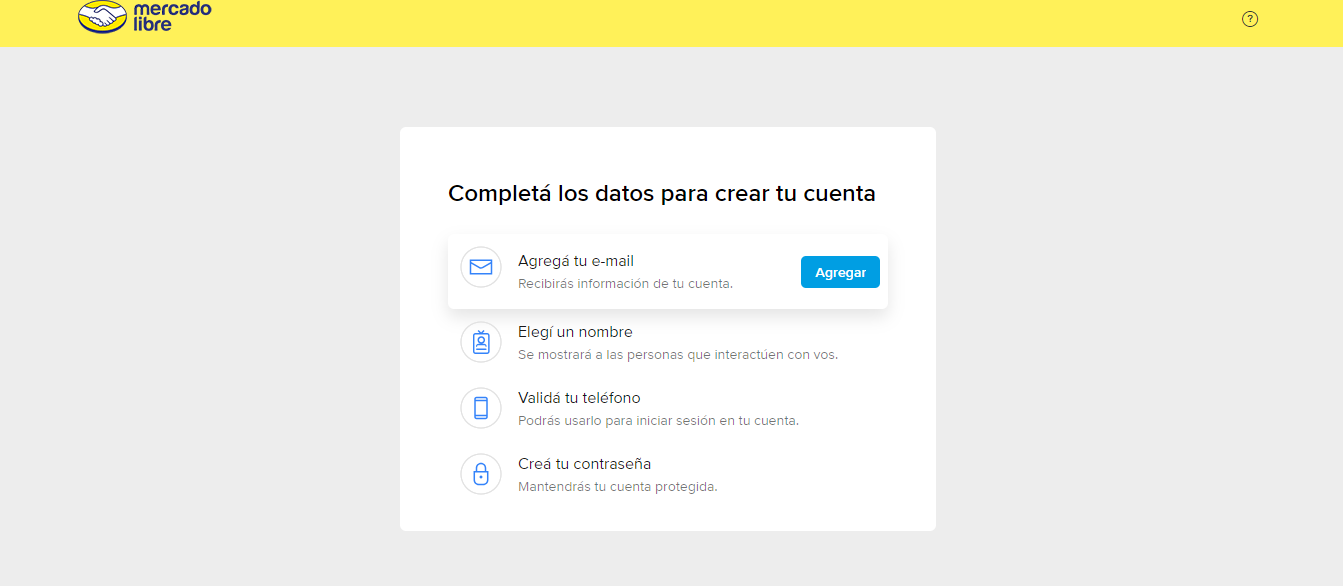 mercado
libre
?
Completá los datos para crear tu cuenta
Agregá tu e-mail
Recibirás información de tu cuenta.
Agregar
Elegí un nombre
Se mostrará a las personas que interactúen con vos.
Validá tu teléfono
Podrás usarlo para iniciar sesión en tu cuenta.
Creá tu contraseña
Mantendrás tu cuenta protegida.